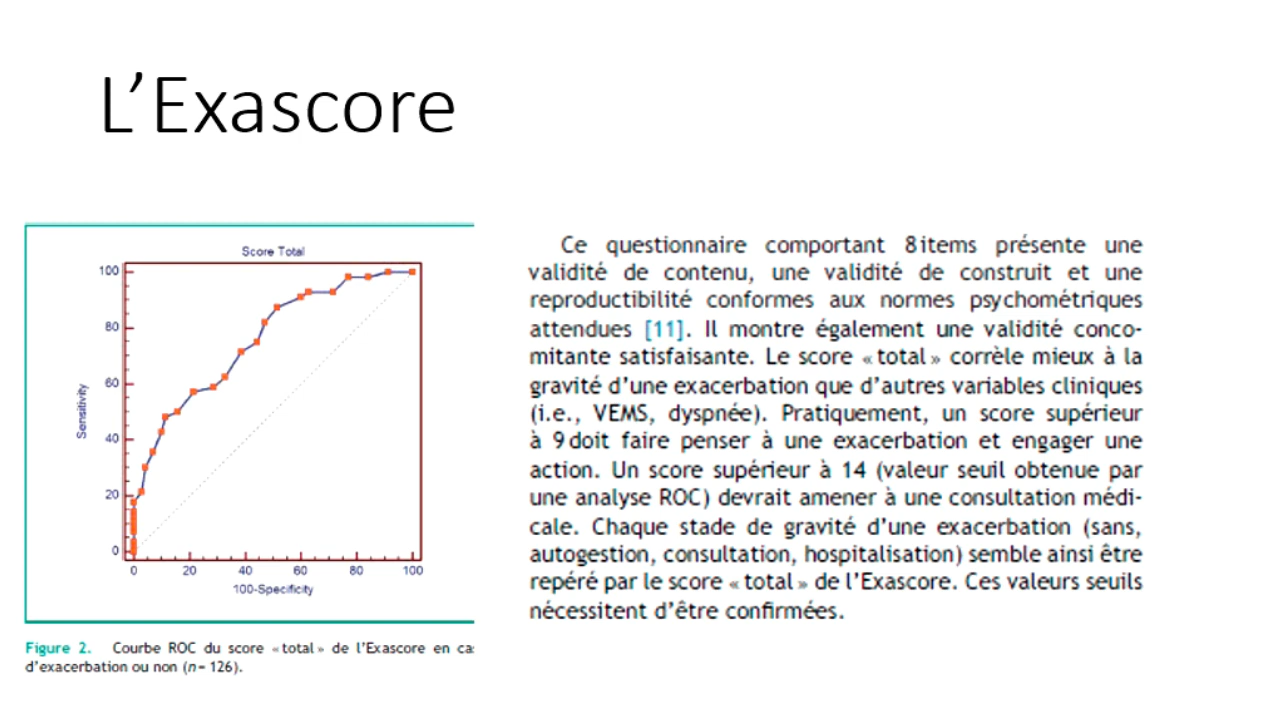 L’Exascore
Score Total
100
80
60
40
20
0
Sensitivity
0 20 40 60 80 100
100-Specificity
Figure 2. Courbe ROC du score « total » de l’Exascore en ca
d’exacerbation ou non (n = 126).
Ce questionnaire comportant 8 items présente une
validité de contenu, une validité de construit et une
reproductibilité conformes aux normes psychométriques
attendues [11]. Il montre également une validité conco-
mitante satisfaisante. Le score « total » corrèle mieux à la
gravité d’une exacerbation que d’autres variables cliniques
(i.e., VEMS, dyspnée). Pratiquement, un score supérieur
à 9 doit faire penser à une exacerbation et engager une
action. Un score supérieur à 14 (valeur seuil obtenue par
une analyse ROC) devrait amener à une consultation médi-
cale. Chaque stade de gravité d’une exacerbation (sans,
autogestion, consultation, hospitalisation) semble ainsi être
repéré par le score « total » de l’Exascore. Ces valeurs seuils
nécessitent d’être confirmées.